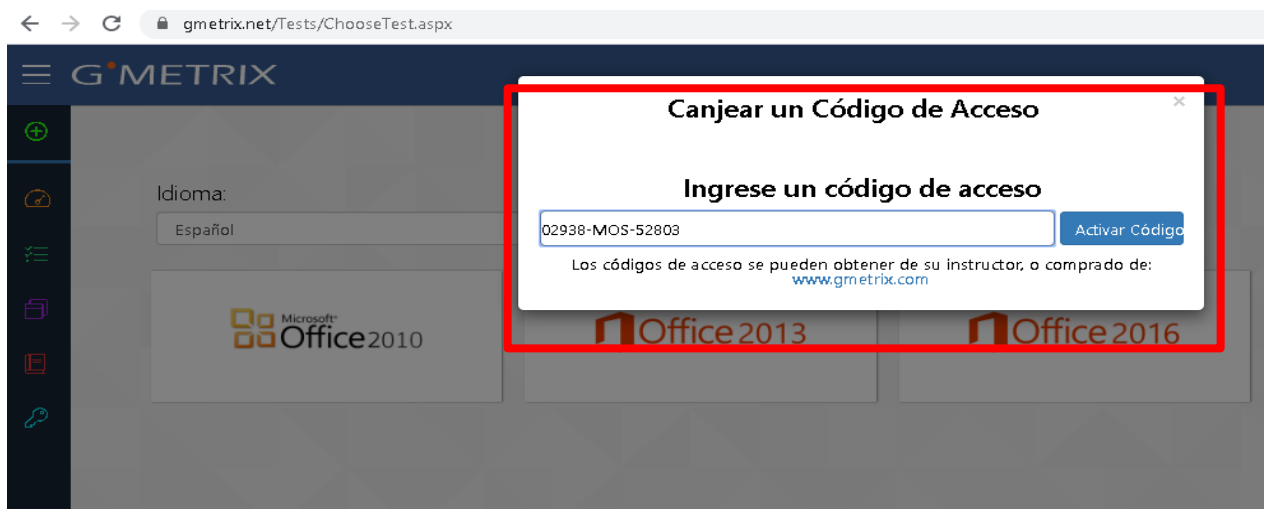 gmetrix.net/Tests/ChooseTest.aspx
G METRIX
Canjear un Código de Acceso
×
Idioma:
Español
Ingrese un código de acceso
02938-MOS-52803
Activar Código
Los códigos de acceso se pueden obtener de su instructor, o comprado de:
www.gmetrix.com
Microsoft
Office 2010
Office 2013
Office 2016